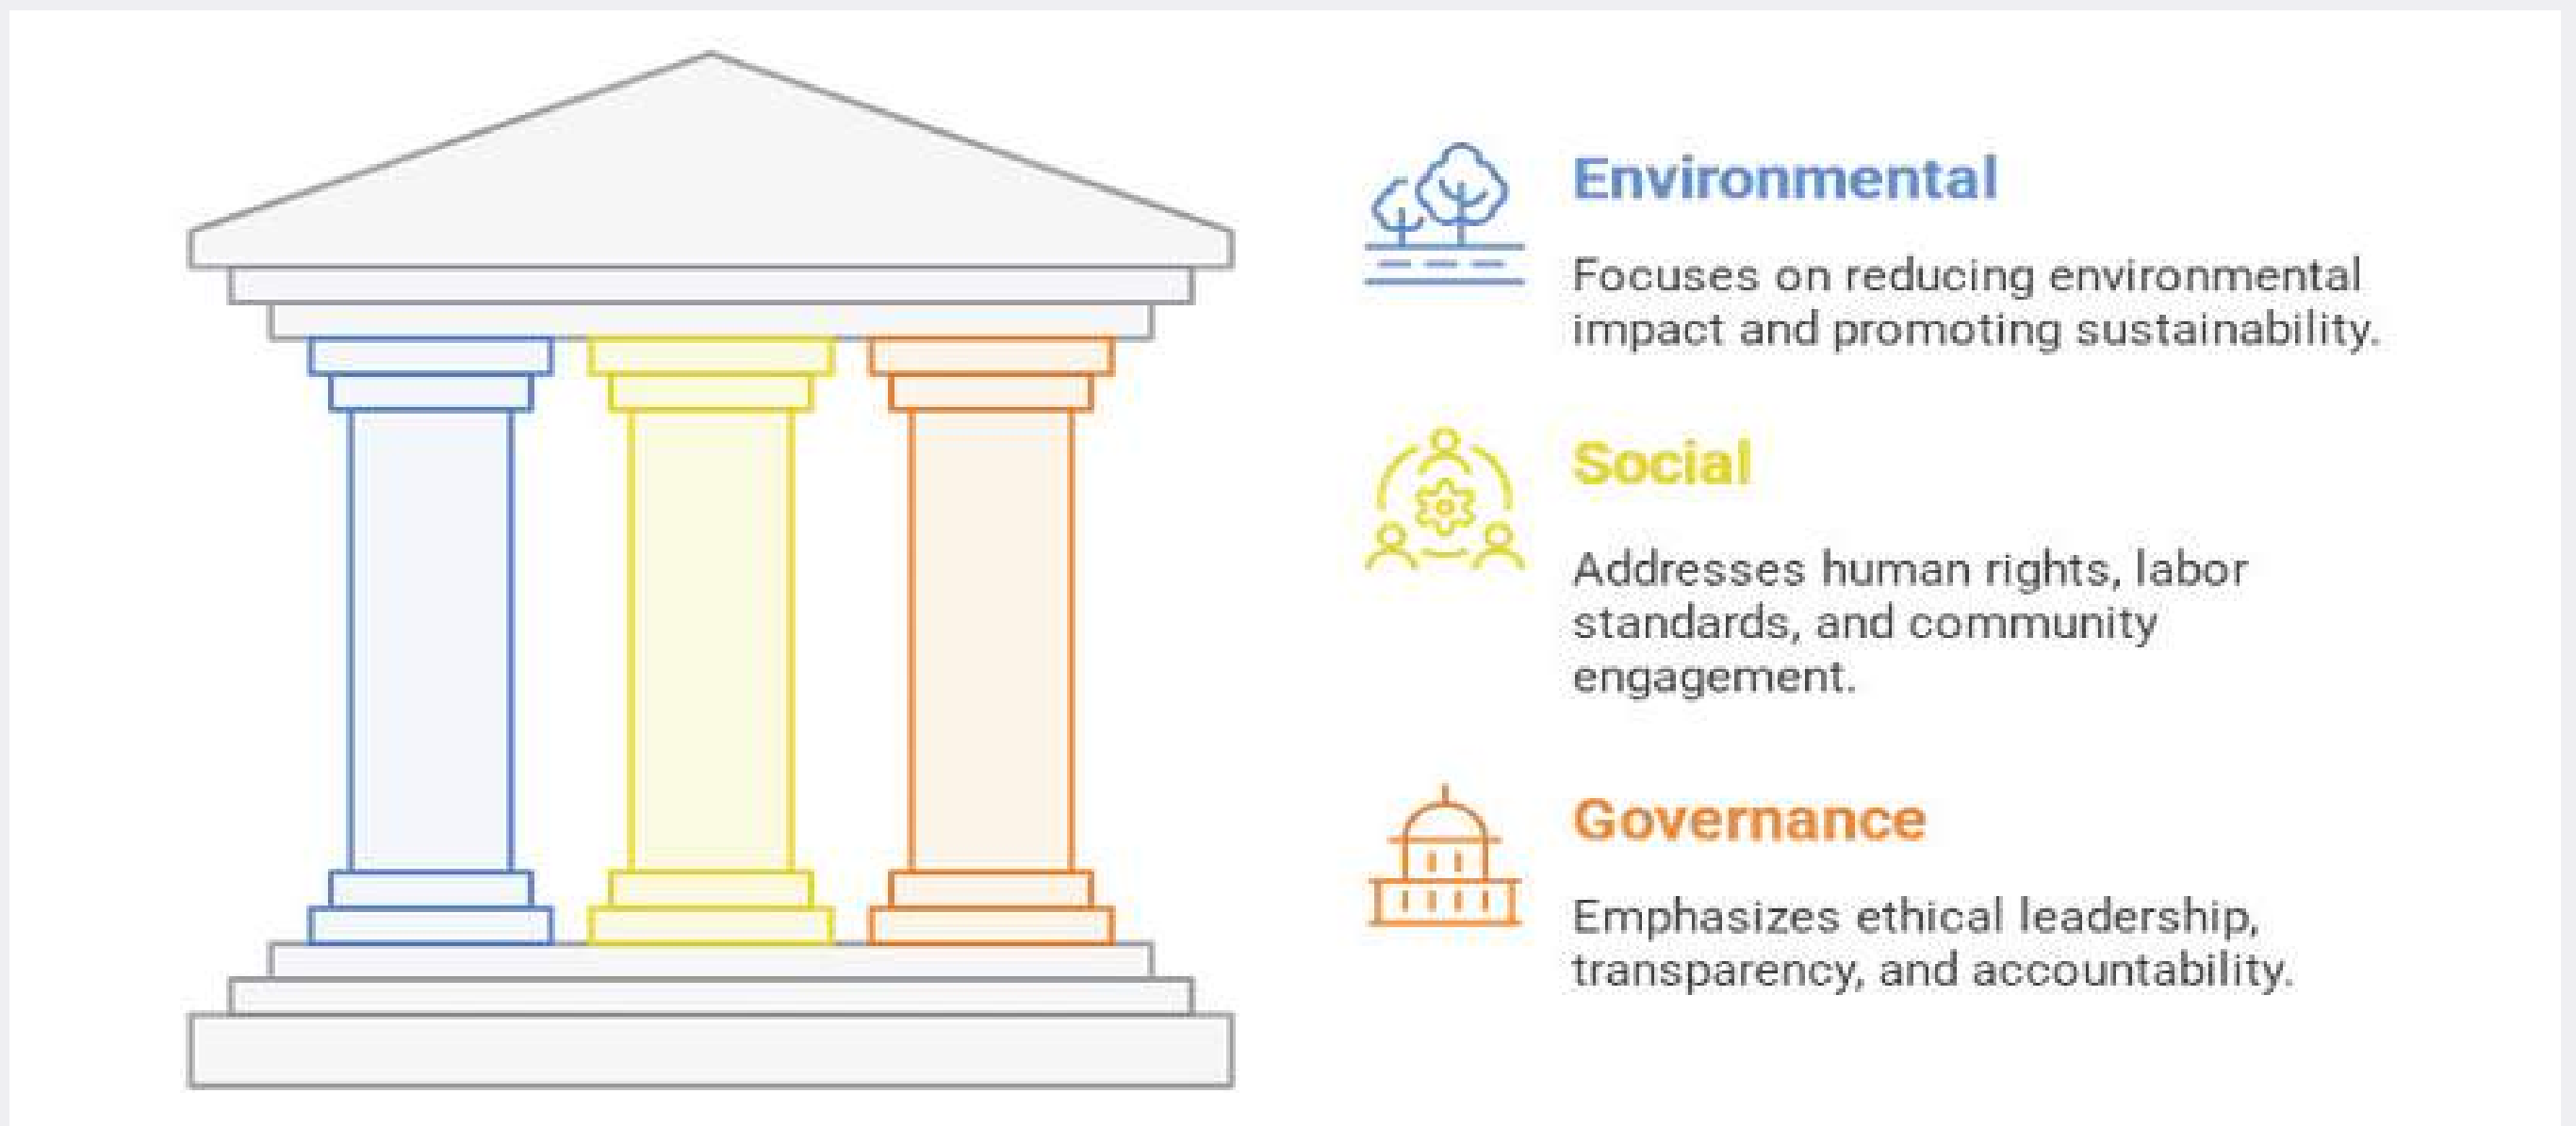 Environmental
Focuses on reducing environmental
impact and promoting sustainability.
Social
Addresses human rights, labor
standards, and community
engagement.
Governance
Emphasizes ethical leadership,
transparency, and accountability.